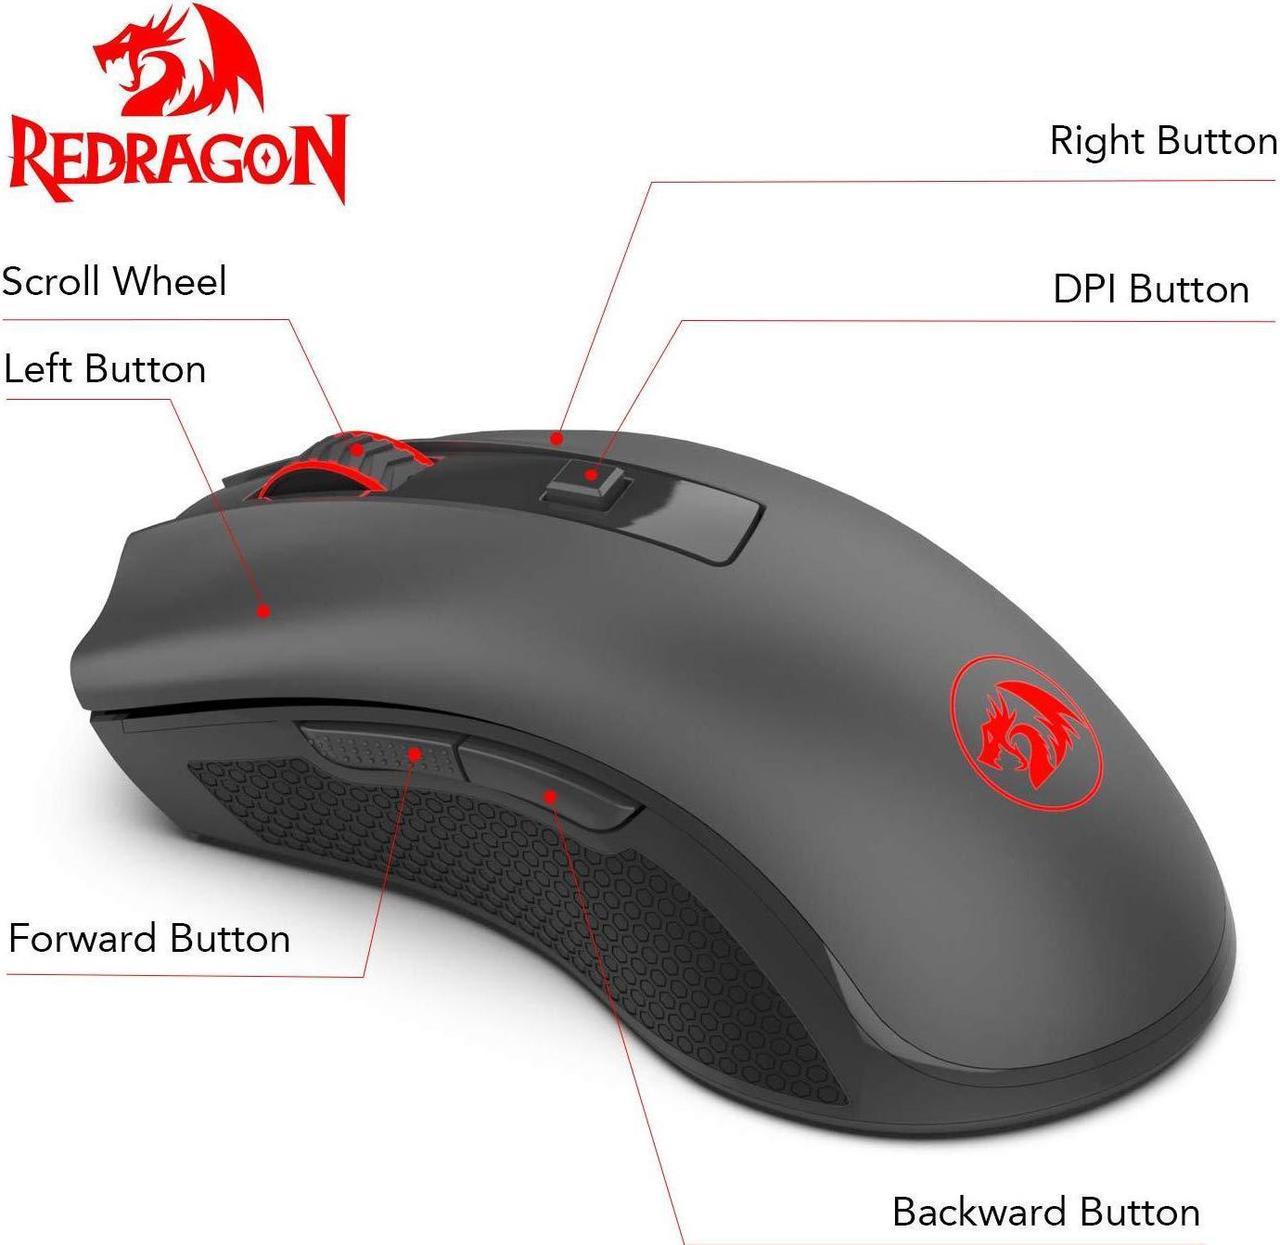 REDRAGON
Right Button
Scroll Wheel
DPI Button
Left Button
Forward Button
Backward Button